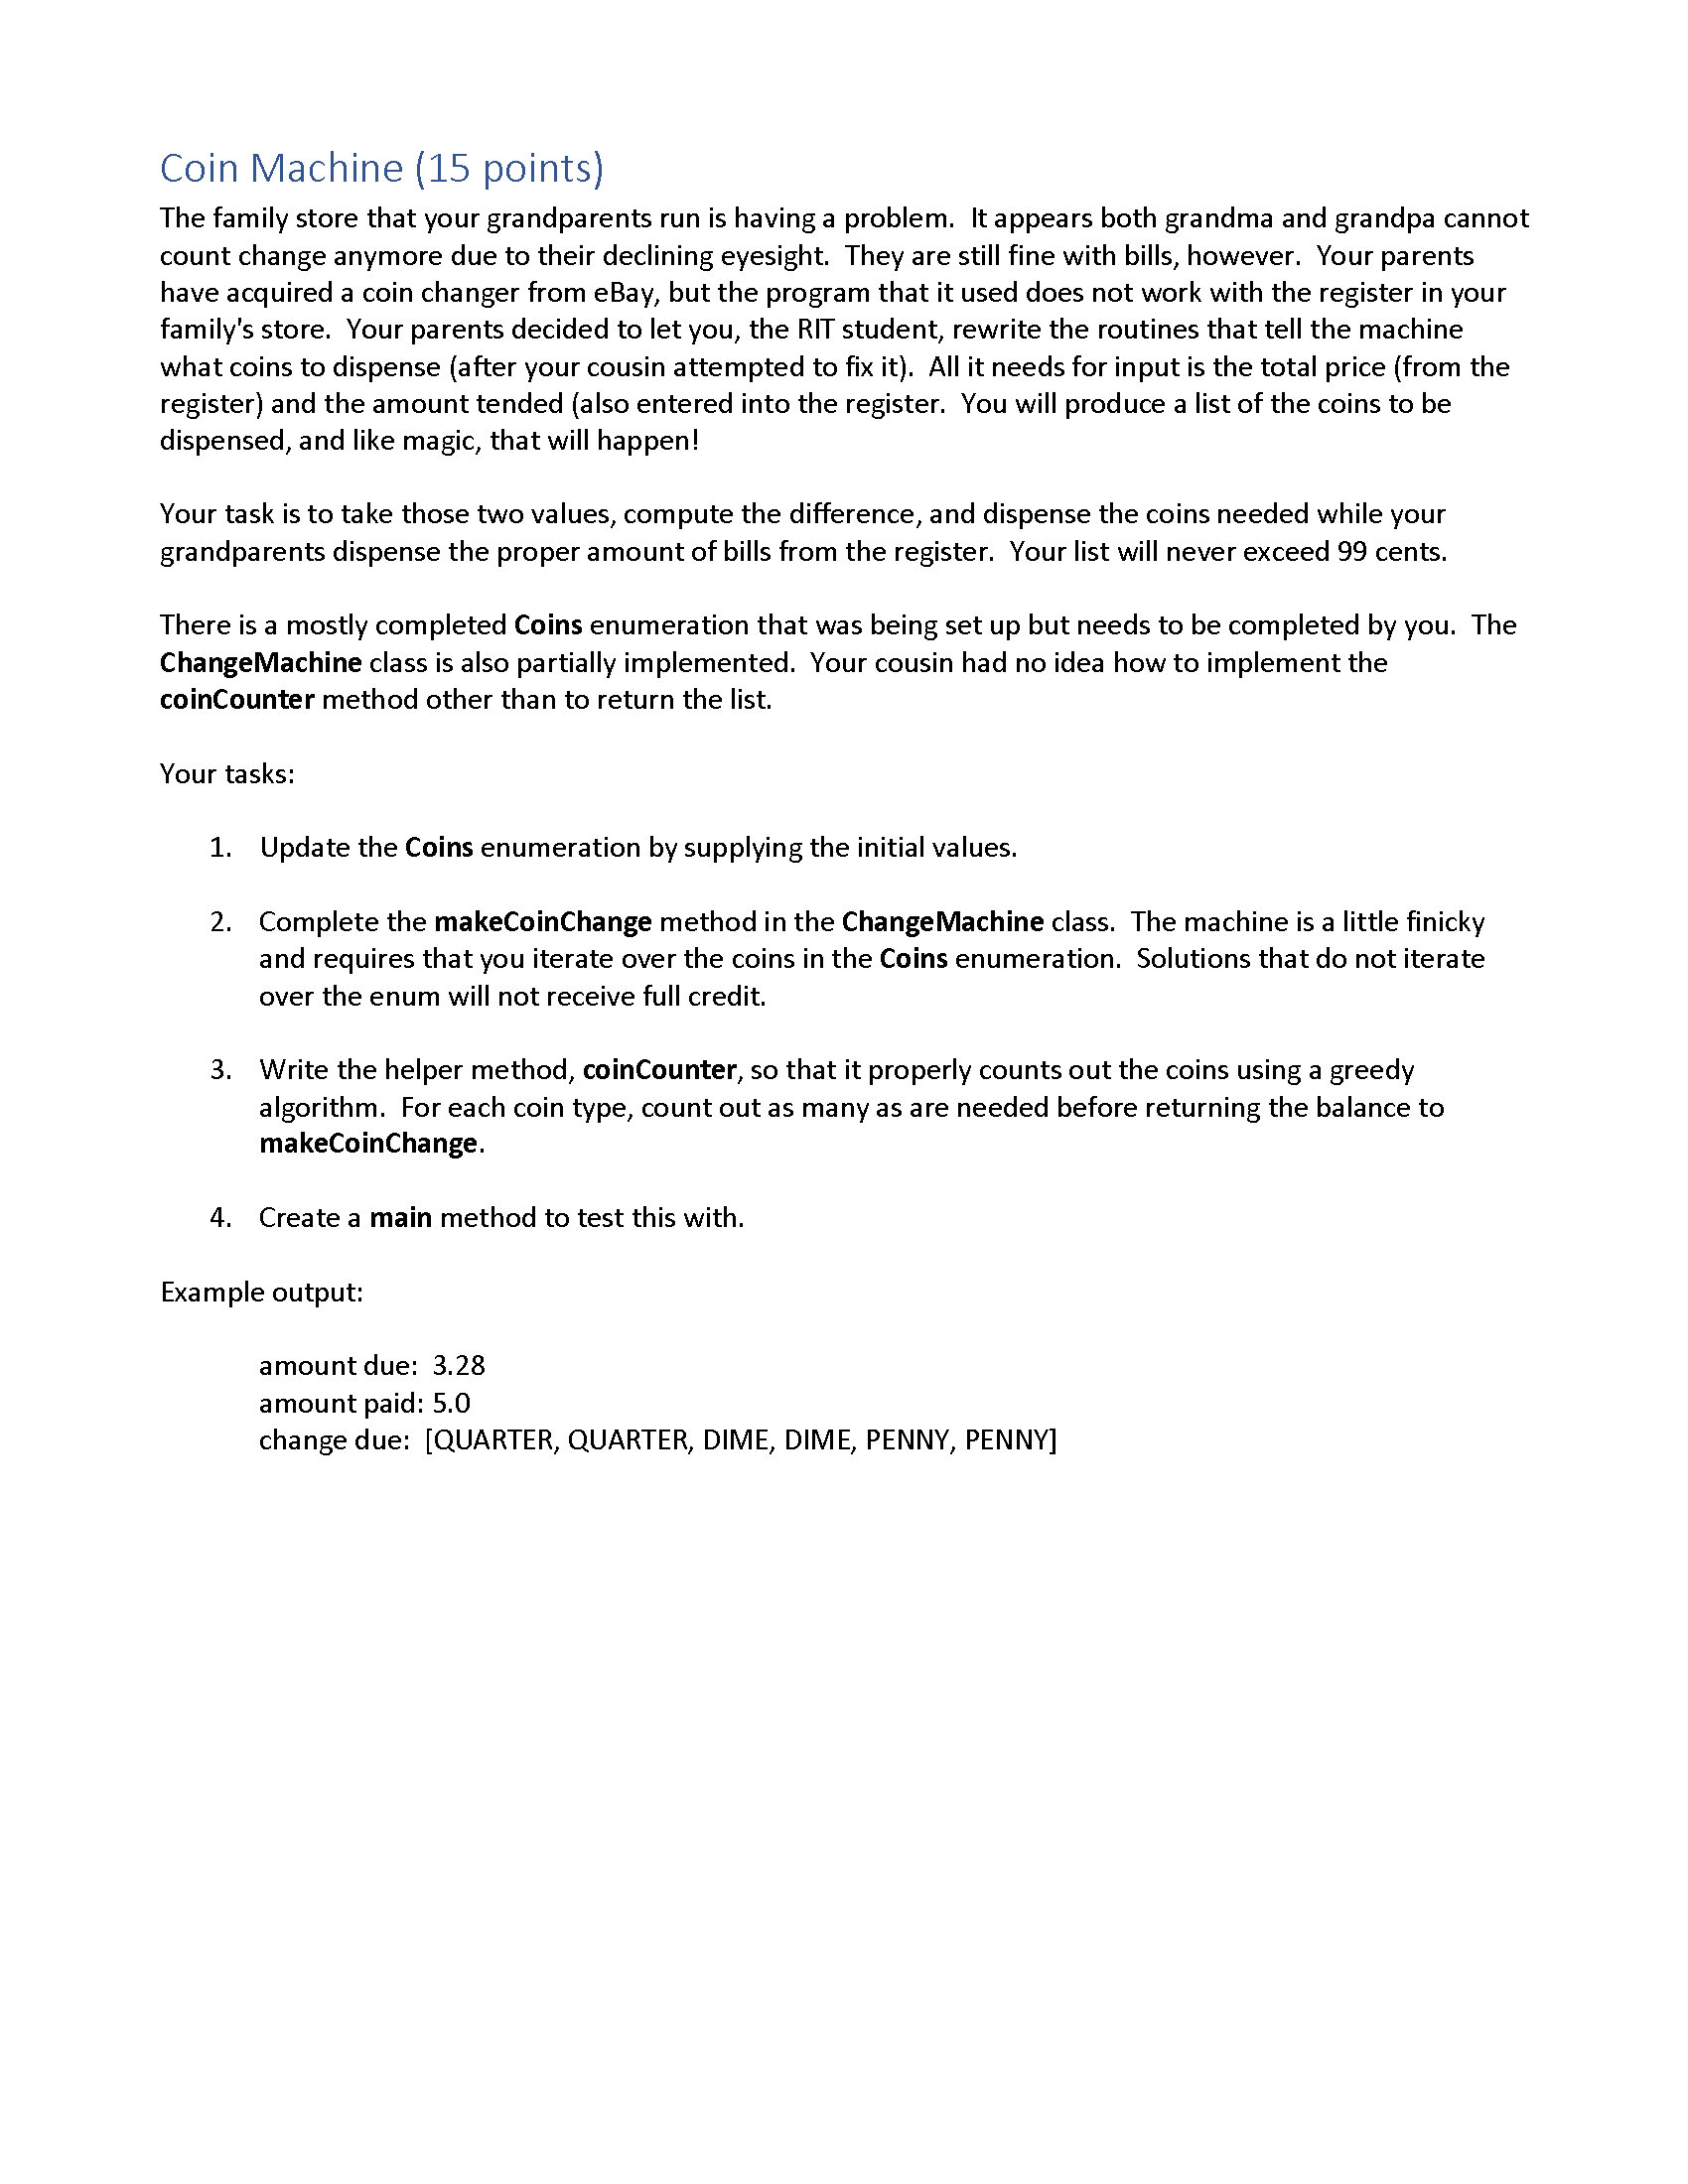 Coin Machine (15 points)
The family store that your grandparents run is having a problem.  It appears both grandma and grandpa cannot
count change anymore due to their declining eyesight.  They are still fine with bills, however.  Your parents
have acquired a coin changer from eBay, but the program that it used does not work with the register in your
family's store.  Your parents decided to let you, the RIT student, rewrite the routines that tell the machine
what coins to dispense (after your cousin attempted to fix it).  All it needs for input is the total price (from the
register) and the amount tended (also entered into the register.  You will produce a list of the coins to be
dispensed, and like magic, that will happen!
Your task is to take those two values, compute the difference, and dispense the coins needed while your
grandparents dispense the proper amount of bills from the register.  Your list will never exceed 99 cents.
There is a mostly completed Coins enumeration that was being set up but needs to be completed by you.  The
ChangeMachine class is also partially implemented.  Your cousin had no idea how to implement the
coinCounter method other than to return the list.
Your tasks:
1. Update the Coins enumeration by supplying the initial values.
2. Complete the makeCoinChange method in the ChangeMachine class.  The machine is a little finicky
and requires that you iterate over the coins in the Coins enumeration.  Solutions that do not iterate
over the enum will not receive full credit.
3. Write the helper method, coinCounter, so that it properly counts out the coins using a greedy
algorithm.  For each coin type, count out as many as are needed before returning the balance to
makeCoinChange.
4. Create a main method to test this with.
Example output:
amount due:  3.28
amount paid: 5.0
change due:  [QUARTER, QUARTER, DIME, DIME, PENNY, PENNY]